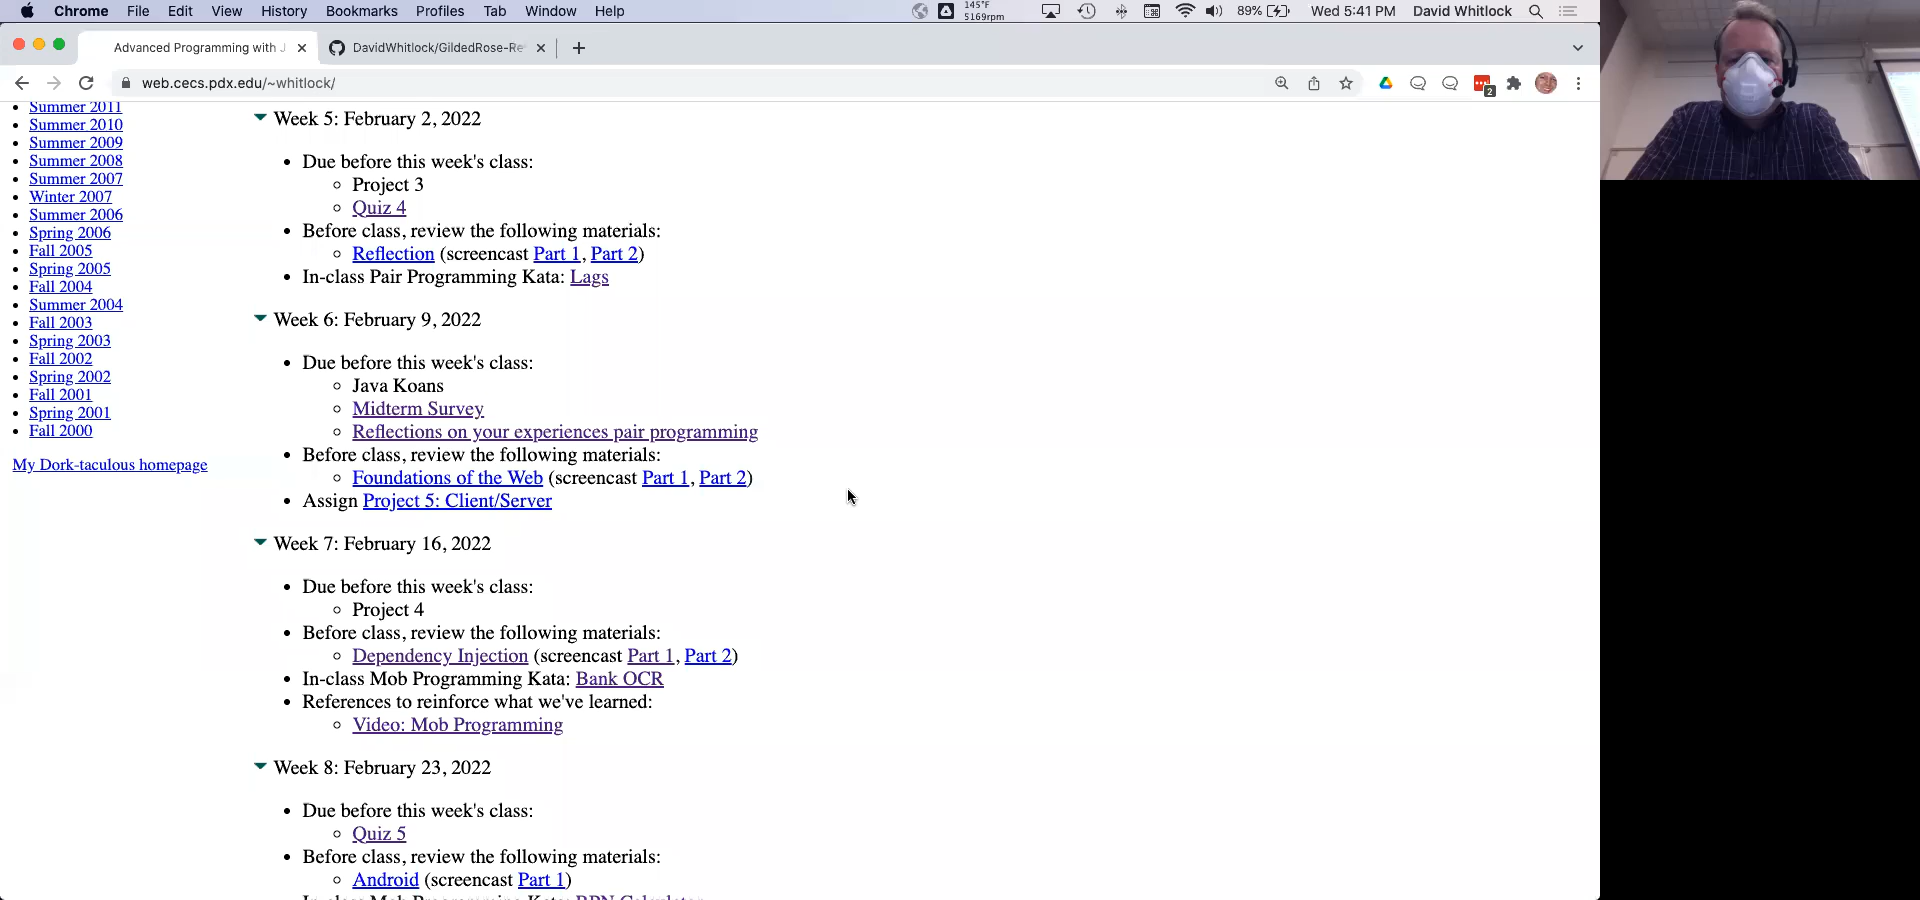 Chrome File Edit View History Bookmarks Profiles Tab Window Help 145°F 5169rpm 89% Wed 5:41 PM David Whitlock
Advanced Programming with J DavidWhitlock/GildedRose-Re
web.cecs.pdx.edu/~whitlock/
2
Summer 2011
Summer 2010
Summer 2009
Summer 2008
Summer 2007
Winter 2007
Summer 2006
Spring 2006
Fall 2005
Spring 2005
Fall 2004
Summer 2004
Fall 2003
Spring 2003
Fall 2002
Spring 2002
Fall 2001
Spring 2001
Fall 2000
My Dork-taculous homepage
Week 5: February 2, 2022
Due before this week's class:
Project 3
Quiz 4
Before class, review the following materials:
Reflection (screencast Part 1, Part 2)
In-class Pair Programming Kata: Lags
Week 6: February 9, 2022
Due before this week's class:
Java Koans
Midterm Survey
Reflections on your experiences pair programming
Before class, review the following materials:
Foundations of the Web (screencast Part 1, Part 2)
Assign Project 5: Client/Server
Week 7: February 16, 2022
Due before this week's class:
Project 4
Before class, review the following materials:
Dependency Injection (screencast Part 1, Part 2)
In-class Mob Programming Kata: Bank OCR
References to reinforce what we've learned:
Video: Mob Programming
Week 8: February 23, 2022
Due before this week's class:
Quiz 5
Before class, review the following materials:
Android (screencast Part 1)
In-class Mob Programming Kata: RPN Calculator